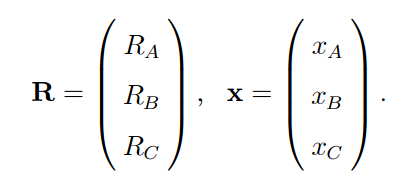 R = ( R_A R_B R_C ) , x = ( x_A x_B x_C ) .